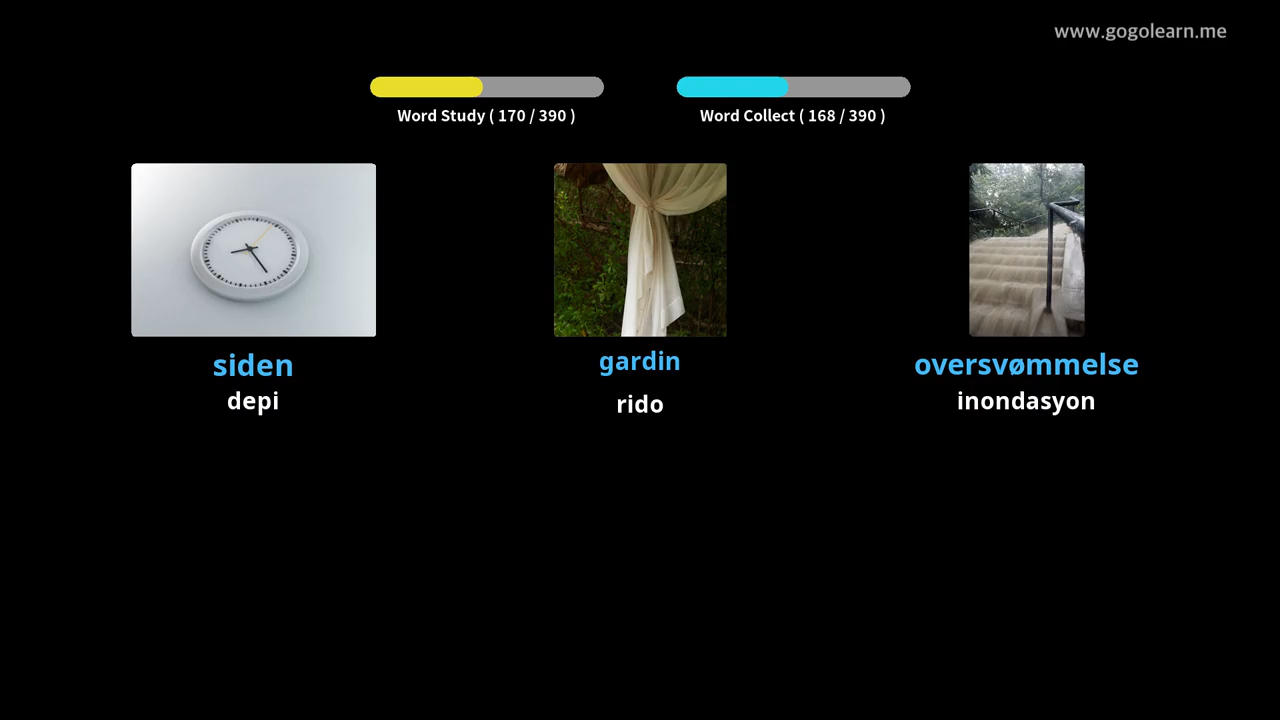 www.gogolearn.me
Word Study ( 170 / 390 )
Word Collect ( 168 / 390 )
siden
depi
gardin
rido
oversvømmelse
inondasyon